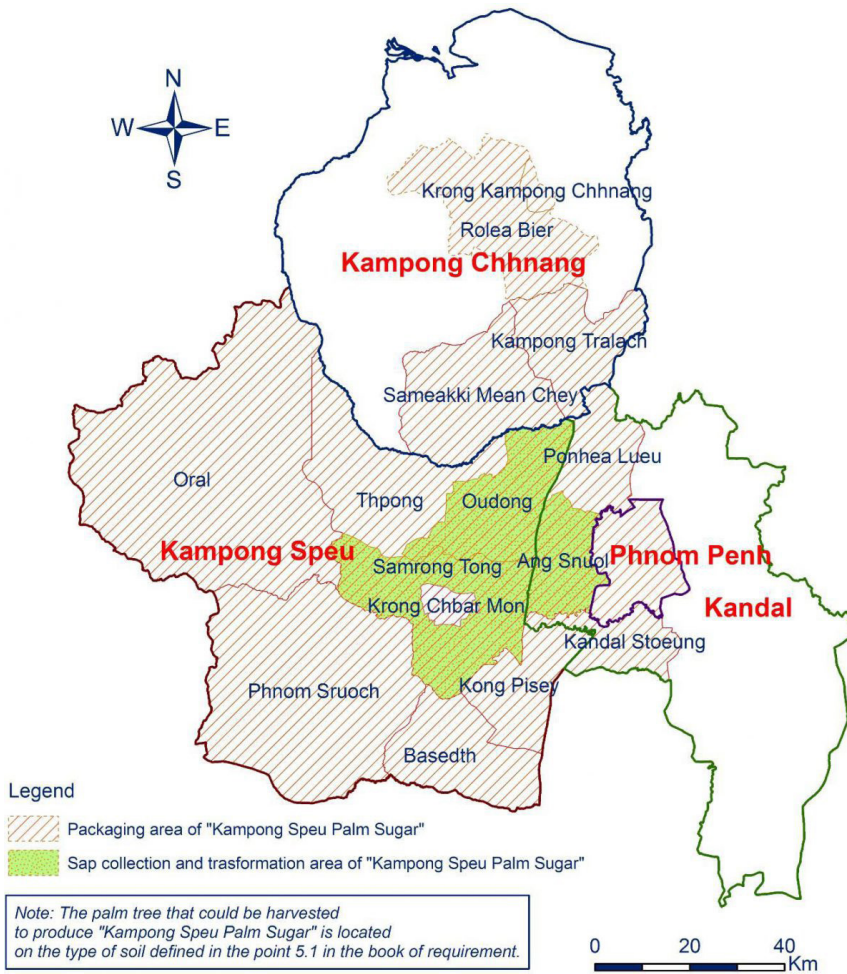 N
W E
S
Krong Kampong Chhnang
Rolea Bier
Kampong Chhnang
Kampong Tralach
Sameakki Mean Chey
Ponhea Lueu
Oral
Thpong
Oudong
Kampong Speu
Samrong Tong
Ang Snuol
Phnom Penh
Krong Chbar Mon
Kandal
Kandal Stoeung
Phnom Sruoch
Kong Pisey
Basedth
Legend
Packaging area of "Kampong Speu Palm Sugar"
Sap collection and trasformation area of "Kampong Speu Palm Sugar"
Note: The palm tree that could be harvested
to produce "Kampong Speu Palm Sugar" is located
on the type of soil defined in the point 5.1 in the book of requirement.
0 20 40
Km